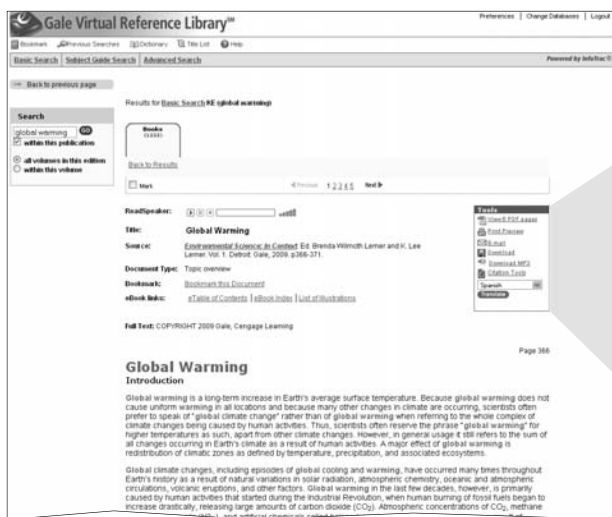 Gale Virtual Reference Library℠
Preferences | Change Databases | Logout
Bookmark Previous Searches Dictionary Title List Help
Basic Search | Subject Guide Search | Advanced Search
Powered by InfoTrac®
Back to previous page
Results for Basic Search KE (global warming)
Search
global warming GO
within this publication
all volumes in this edition
within this volume
Books
Back to Results
Mark
Previous 1 2 3 4 5 Next
ReadSpeaker:
Title: Global Warming
Source: Environmental Science: In Context. Ed. Brenda Wilmoth Lerner and K. Lee
Lerner. Vol. 1. Detroit: Gale, 2009. p366-371.
Document Type: Topic overview
Bookmark: Bookmark this Document
eBook links: eTable of Contents | eBook Index | List of Illustrations
Tools
PDF pages
Print Preview
E-mail
Download
Download MP3
Citation Tools
Spanish
Translate
Full Text: COPYRIGHT 2009 Gale, Cengage Learning
Page 366
Global Warming
Introduction
Global warming is a long-term increase in Earth's average surface temperature. Because global warming does not
cause uniform warming in all locations and because many other changes in climate are occurring, scientists often
prefer to speak of "global climate change" rather than of global warming when referring to the whole complex of
climate changes being caused by human activities. Thus, scientists often reserve the phrase "global warming" for
higher temperatures as such, apart from other climate changes. However, in general usage it still refers to the sum of
all changes occurring in Earth's climate as a result of human activities. A major effect of global warming is
redistribution of climatic zones as defined by temperature, precipitation, and associated ecosystems.
Global climate changes, including episodes of global cooling and warming, have occurred many times throughout
Earth's history as a result of natural variations in solar radiation, atmospheric chemistry, oceanic and atmospheric
circulations, volcanic eruptions, and other factors. Global warming in the last few decades, however, is primarily
caused by human activities that started during the Industrial Revolution, when human burning of fossil fuels began to
increase drastically, releasing large amounts of carbon dioxide (CO₂). Atmospheric concentrations of CO₂, methane